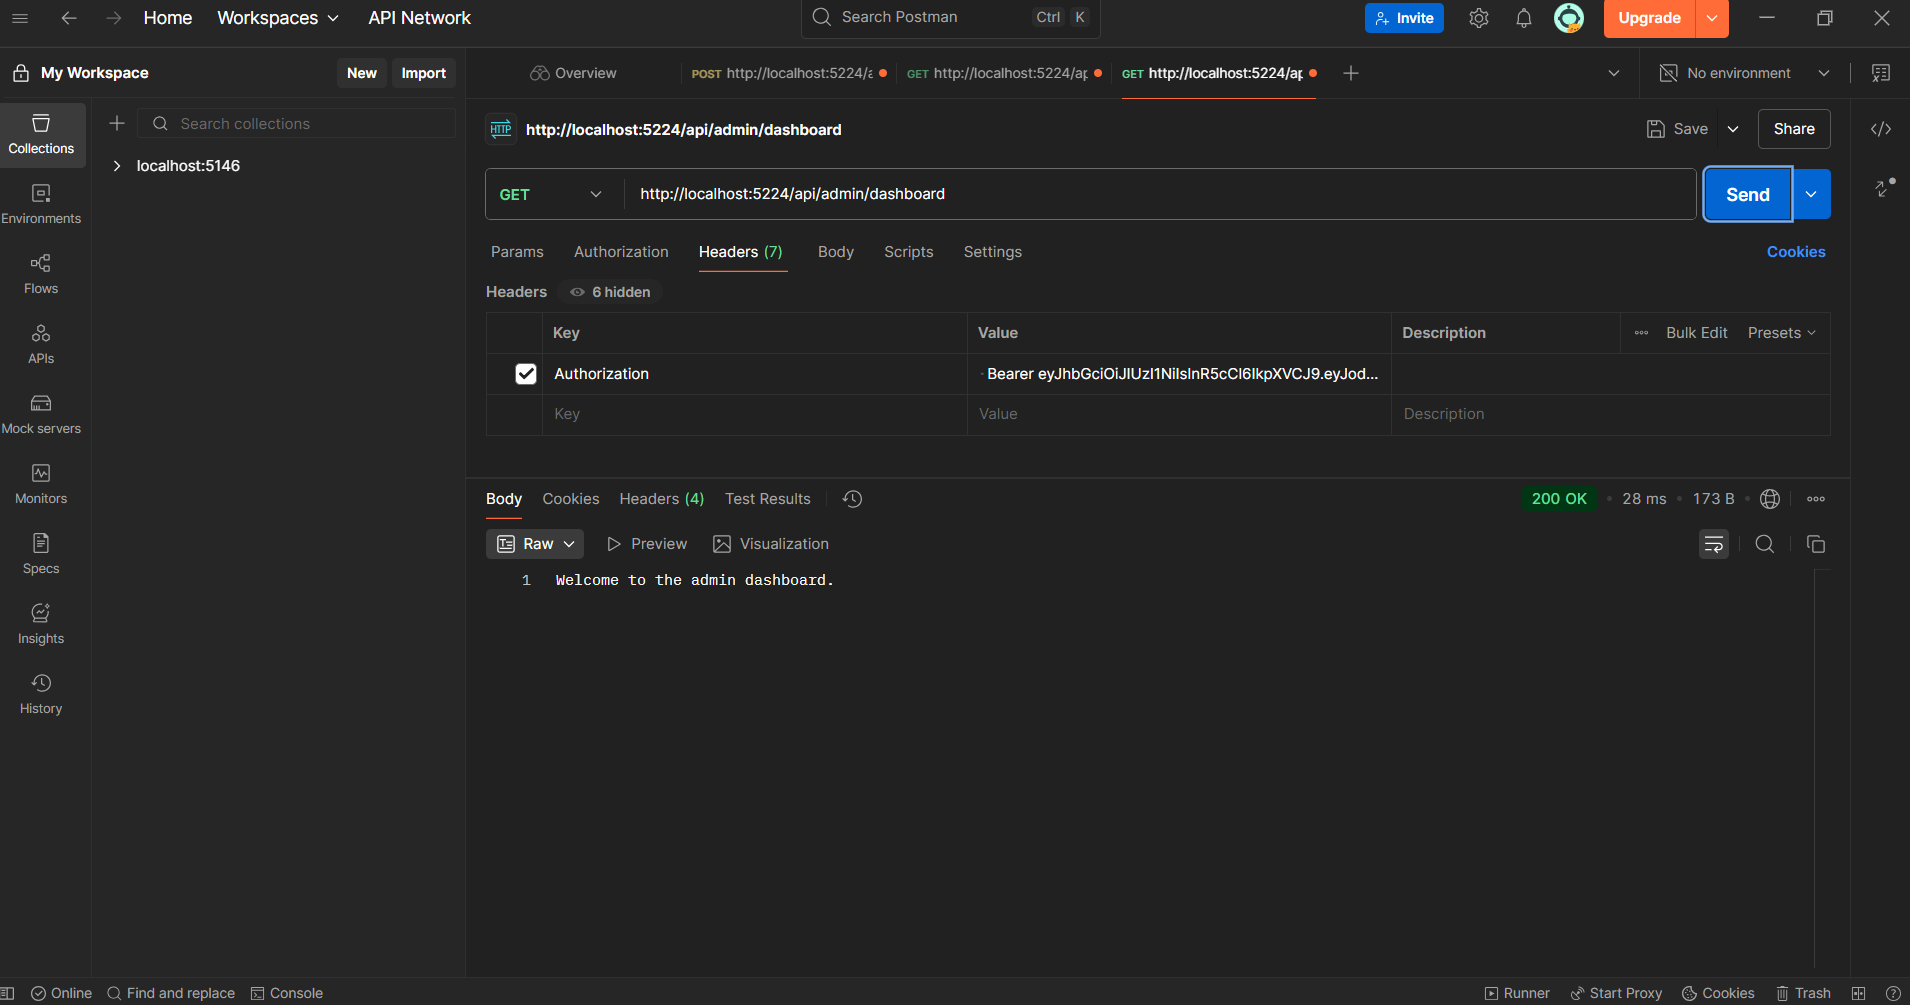 Home Workspaces API Network Search Postman Ctrl K Invite Upgrade
My Workspace New Import Overview POST http://localhost:5224/a GET http://localhost:5224/ap GET http://localhost:5224/ap No environment
Search collections
Collections
localhost:5146
Environments
Flows
APIs
Mock servers
Monitors
Specs
Insights
History
HTTP http://localhost:5224/api/admin/dashboard Save Share
GET http://localhost:5224/api/admin/dashboard Send
Params Authorization Headers (7) Body Scripts Settings Cookies
Headers 6 hidden
Key Value Description Bulk Edit Presets
Authorization Bearer eyJhbGciOiJIUzI1NiIsInR5cCI6IkpXVCJ9.eyJod...
Key Value Description
Body Cookies Headers (4) Test Results 200 OK 28 ms 173 B
Raw Preview Visualization
1 Welcome to the admin dashboard.
Online Find and replace Console Runner Start Proxy Cookies Trash